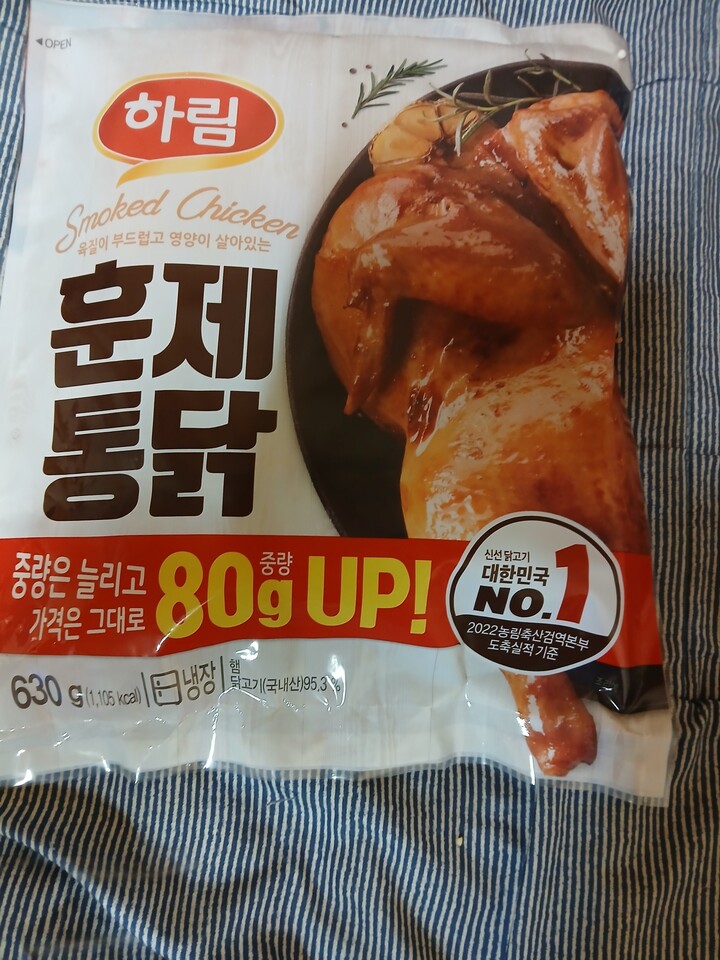 ◀OPEN
하림
Smoked Chicken
육질이 부드럽고 영양이 살아있는
훈제
통닭
중량은 늘리고
가격은 그대로
중량
80g UP!
신선 닭고기
대한민국
NO.1
2022농림축산검역본부
도축실적 기준
630 g (1,105 kcal)
냉장
햄
닭고기(국내산)95.3%